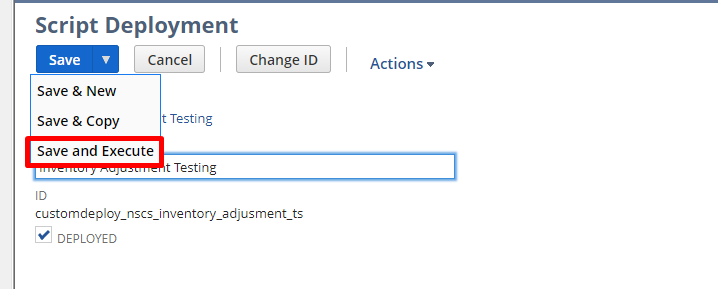 Script Deployment
Save
Cancel
Change ID
Actions
Save & New
Save & Copy
Save and Execute
t Testing
Inventory Adjustment Testing
ID
customdeploy_nscs_inventory_adjusment_ts
DEPLOYED